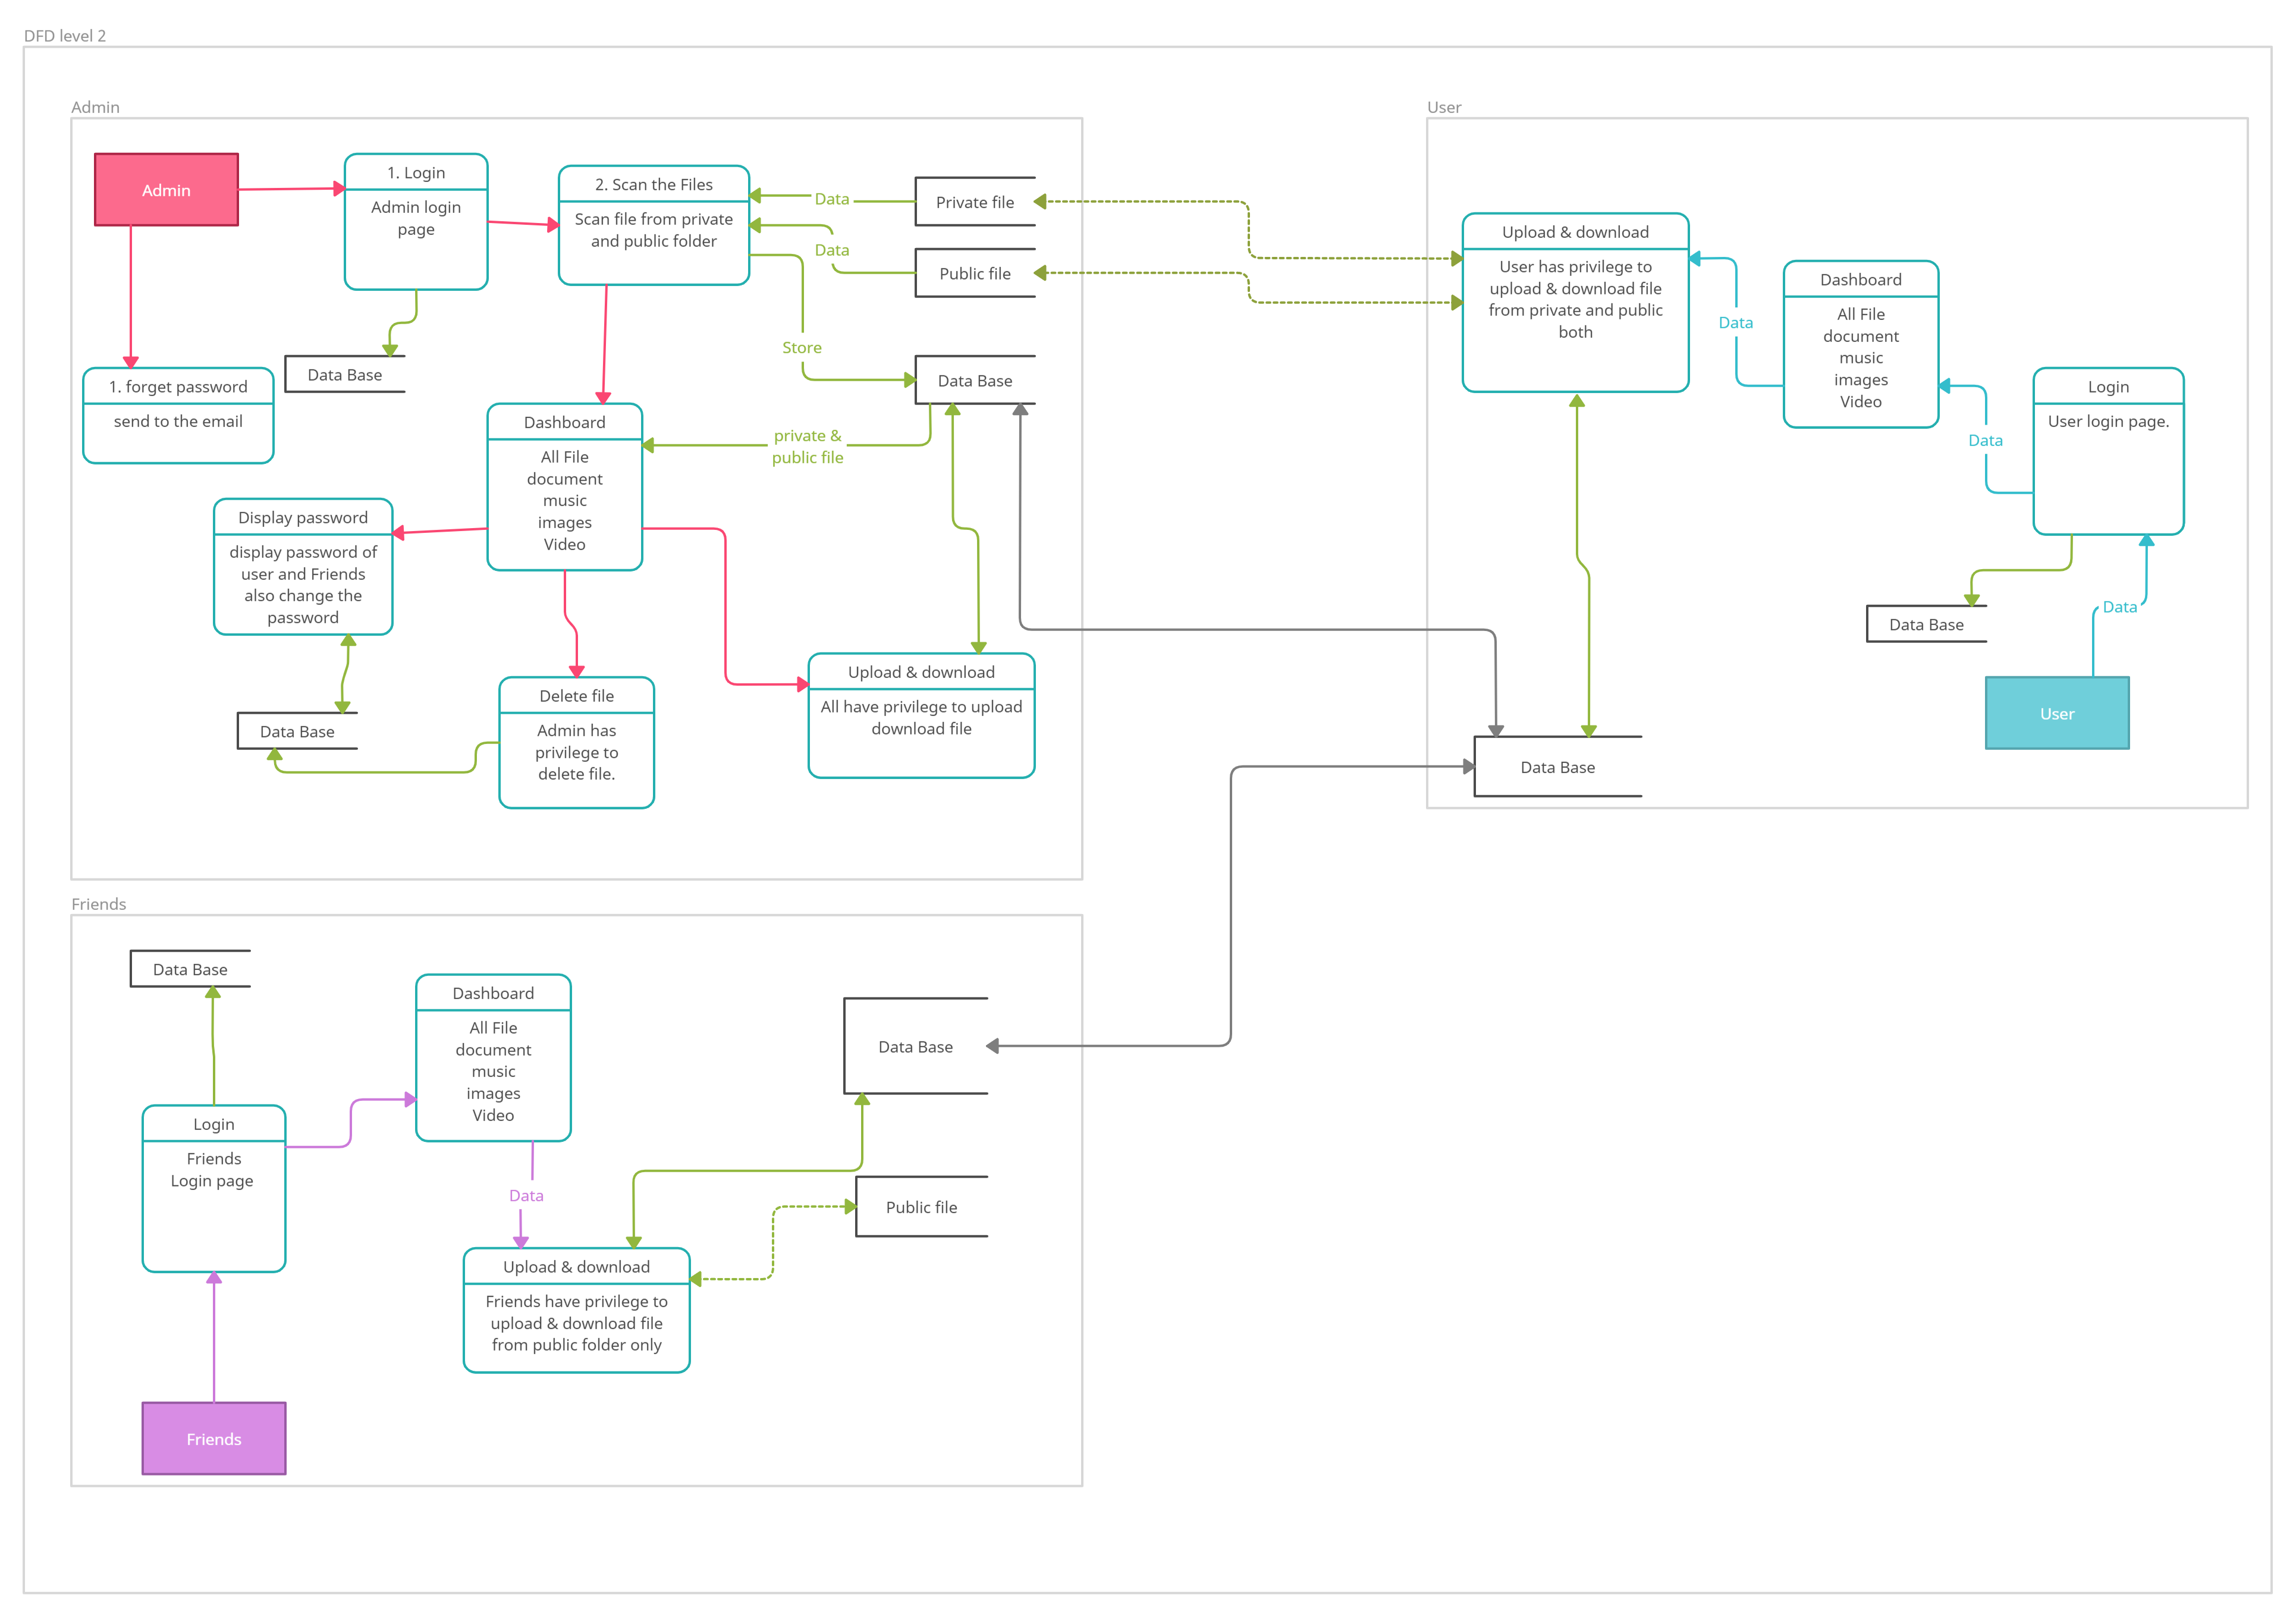 DFD level 2
Admin
Admin
1. Login
Admin login
page
2. Scan the Files
Scan file from private
and public folder
Data
Data
Private file
Public file
Store
Data Base
1. forget password
send to the email
Data Base
Dashboard
All File
document
music
images
Video
private &
public file
Display password
display password of
user and Friends
also change the
password
Data Base
Delete file
Admin has
privilege to
delete file.
Upload & download
All have privilege to upload
download file
User
Upload & download
User has privilege to
upload & download file
from private and public
both
Data
Dashboard
All File
document
music
images
Video
Data
Login
User login page.
Data
Data Base
User
Data Base
Friends
Data Base
Dashboard
All File
document
music
images
Video
Data Base
Login
Friends
Login page
Data
Public file
Upload & download
Friends have privilege to
upload & download file
from public folder only
Friends